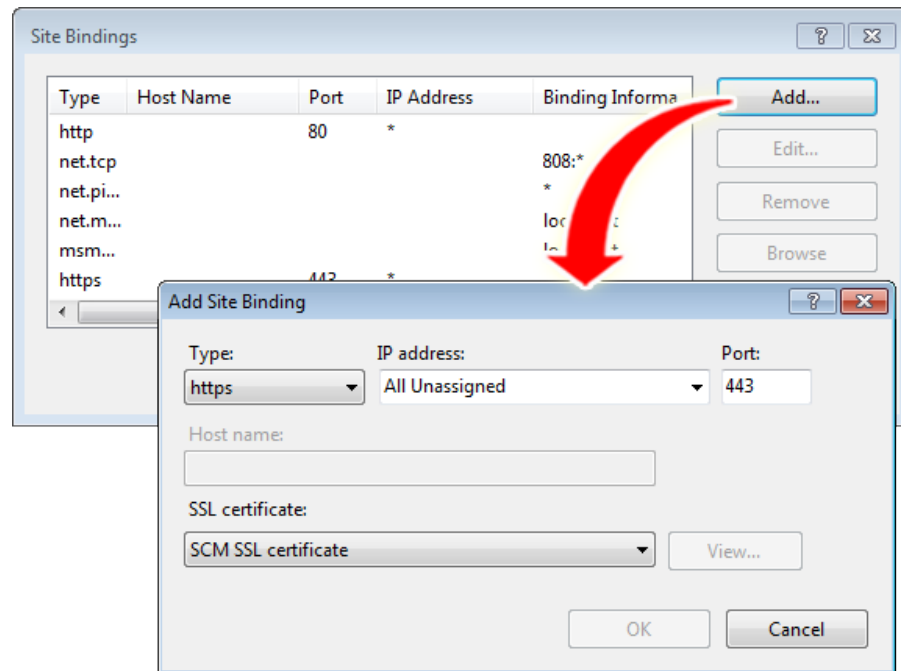 Site Bindings
Type Host Name Port IP Address Binding Informa
Add...
http 80 *
Edit...
net.tcp 808:*
net.pi... *
Remove
net.m...
msm...
Browse
https 443 *
Add Site Binding
Type: IP address: Port:
https All Unassigned 443
Host name:
SSL certificate:
SCM SSL certificate View...
OK Cancel